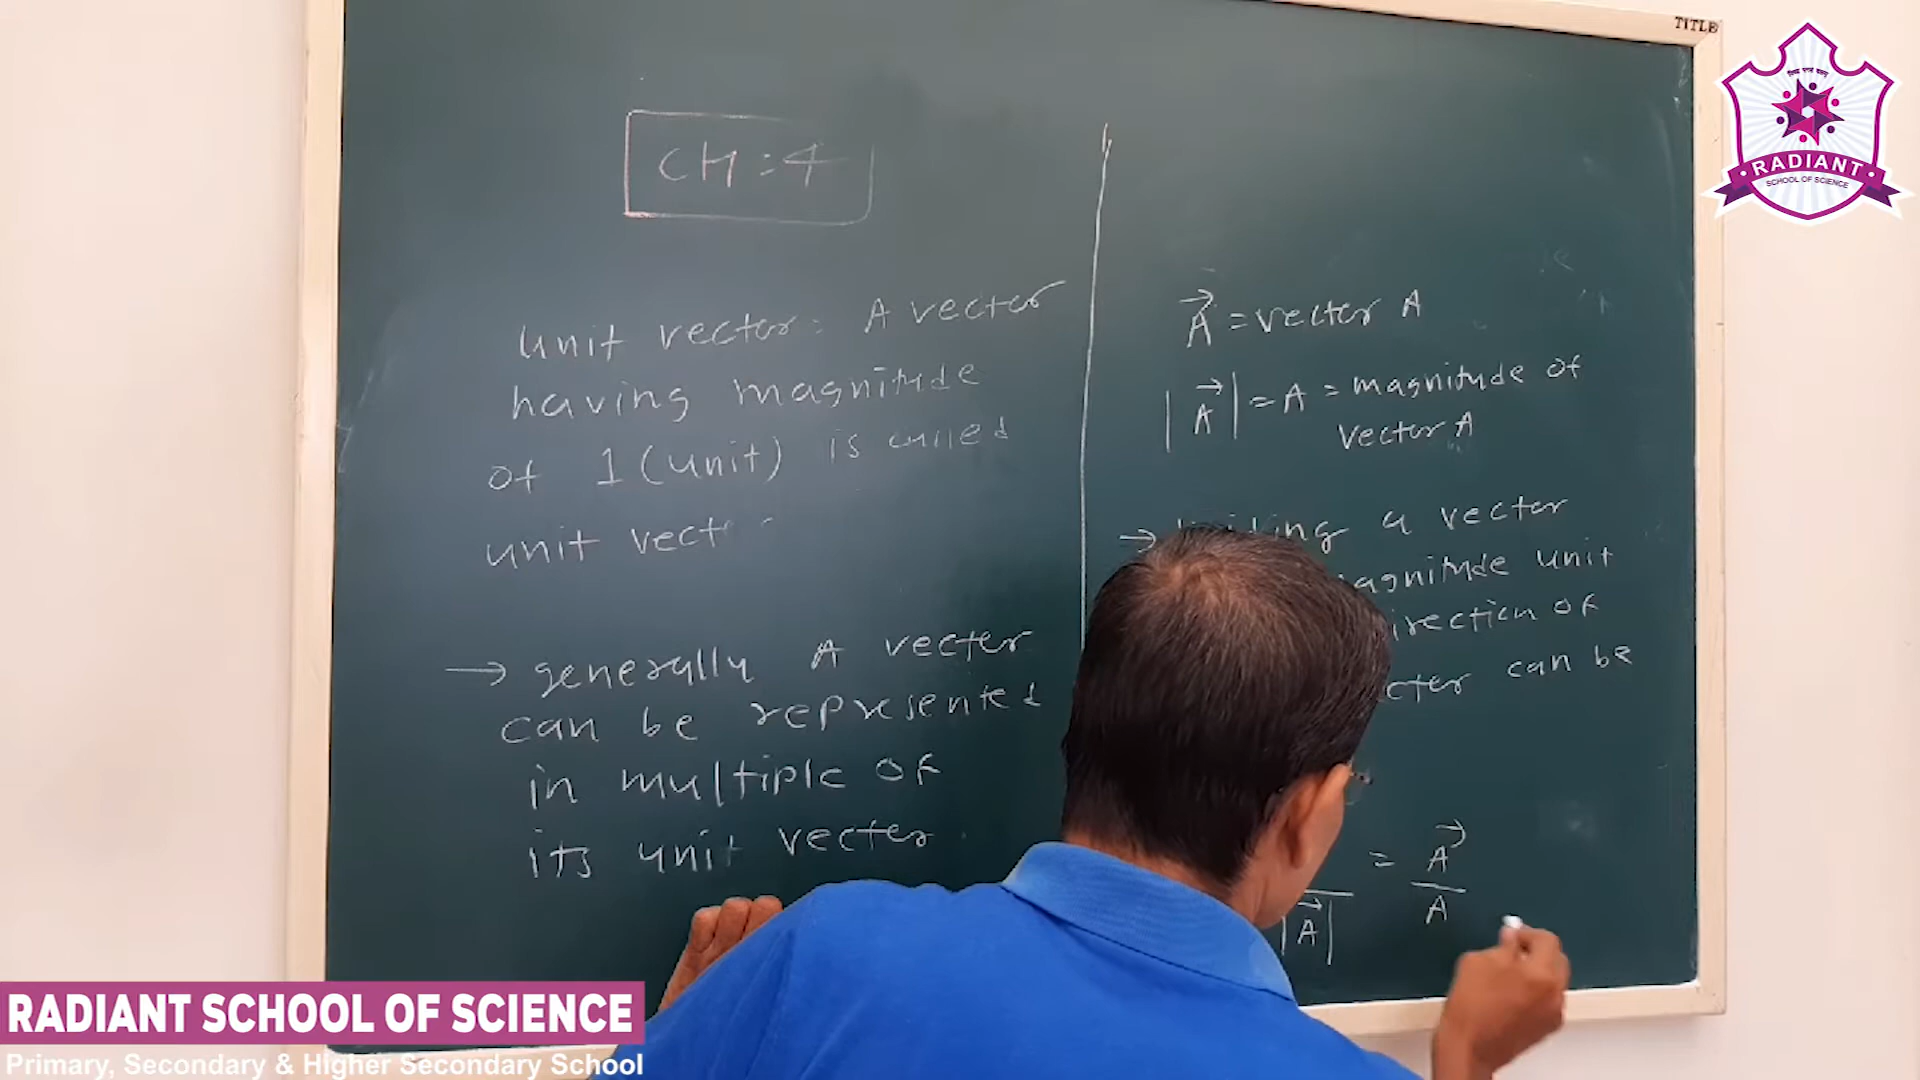 TITLE
RADIANT
SCHOOL OF SCIENCE
CH:4
unit vector: A vector
having magnitude
of 1 (unit) is called
unit vect
→ generally A vector
can be represented
in multiple of
its unit vector
A⃗ = vector A
|A⃗| = A = magnitude of
vector A
→ a vector
agnitude unit
irection of
cter can be
= A⃗
|A⃗| A
RADIANT SCHOOL OF SCIENCE
Primary, Secondary & Higher Secondary School